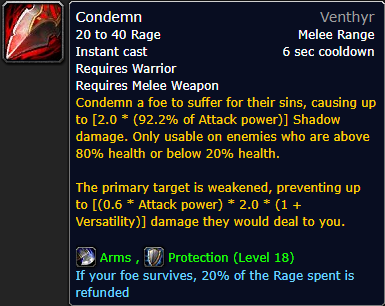 Condemn Venthyr
20 to 40 Rage Melee Range
Instant cast 6 sec cooldown
Requires Warrior
Requires Melee Weapon
Condemn a foe to suffer for their sins, causing up
to [2.0 * (92.2% of Attack power)] Shadow
damage. Only usable on enemies who are above
80% health or below 20% health.
The primary target is weakened, preventing up
to [(0.6 * Attack power) * 2.0 * (1 +
Versatility)] damage they would deal to you.
Arms , Protection (Level 18)
If your foe survives, 20% of the Rage spent is
refunded